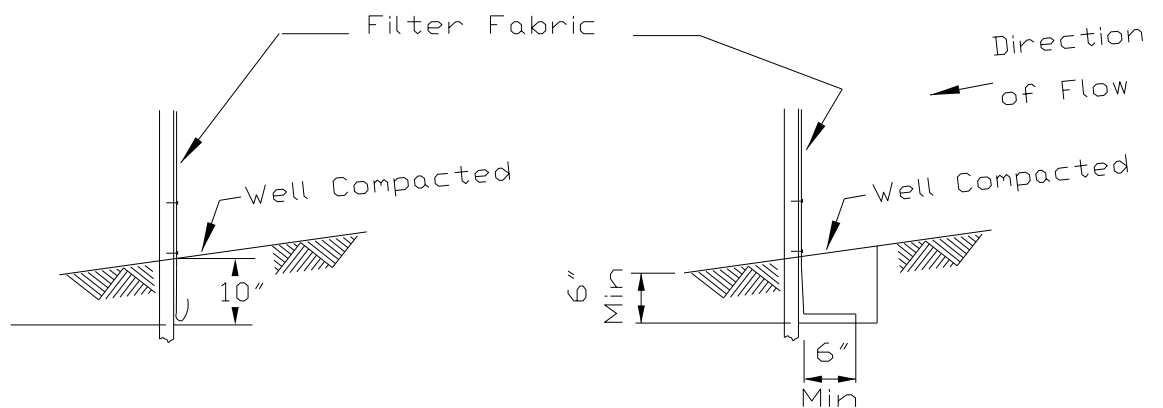 Filter Fabric
Direction
of Flow
Well Compacted
Well Compacted
10"
6"
Min
6"
Min